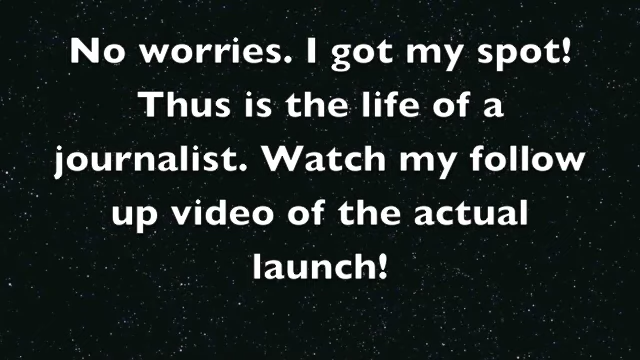 No worries. I got my spot!
Thus is the life of a
journalist. Watch my follow
up video of the actual
launch!